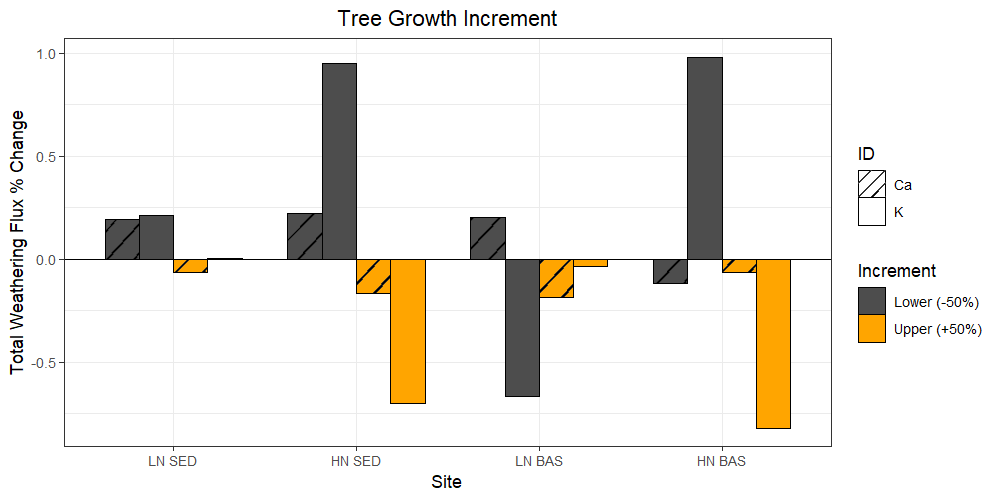 Tree Growth Increment
Total Weathering Flux % Change
1.0
0.5
0.0
-0.5
LN SED
HN SED
LN BAS
HN BAS
Site
ID
Ca
K
Increment
Lower (-50%)
Upper (+50%)